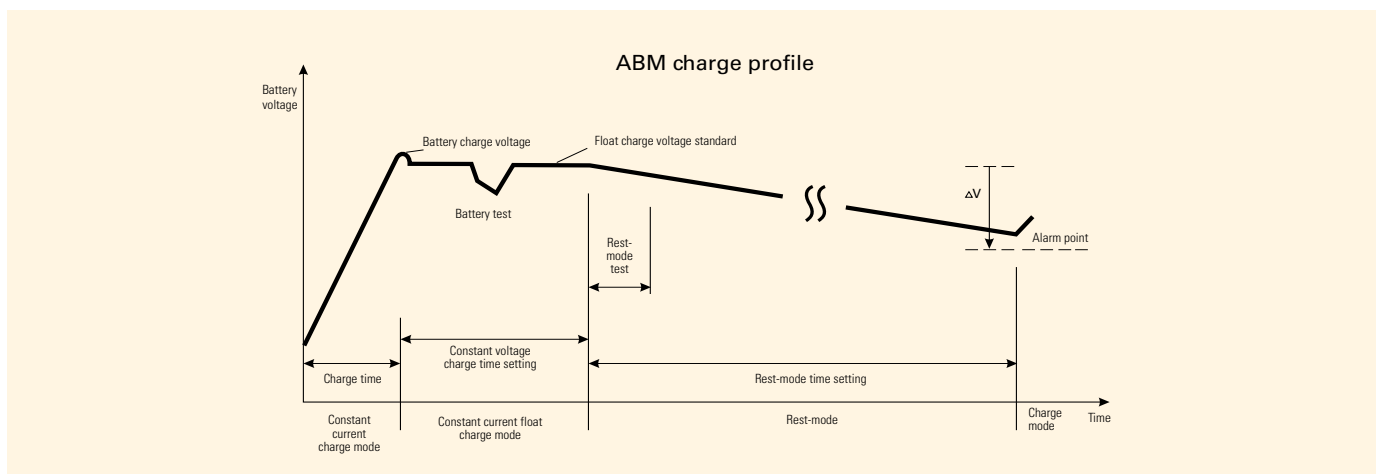 ABM charge profile
Battery
voltage
Battery charge voltage
Float charge voltage standard
Battery test
Rest-
mode
test
ΔV
Alarm point
Constant voltage
charge time setting
Charge time
Rest-mode time setting
Constant
current
charge mode
Constant current float
charge mode
Rest-mode
Charge
mode
Time